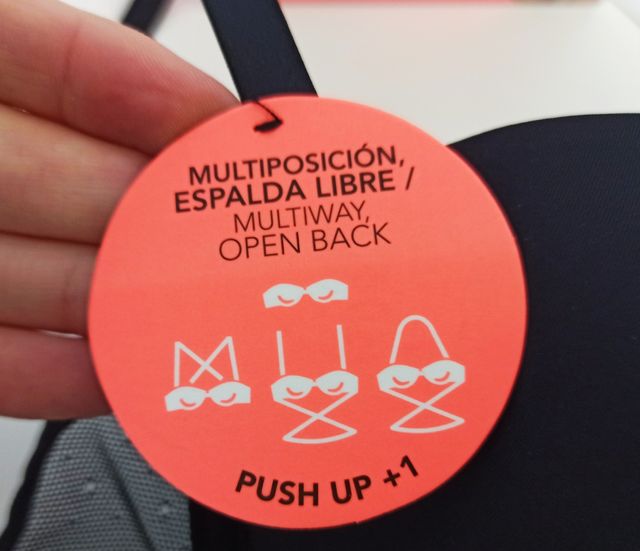 MULTIPOSICIÓN,
ESPALDA LIBRE /
MULTIWAY,
OPEN BACK
PUSH UP +1